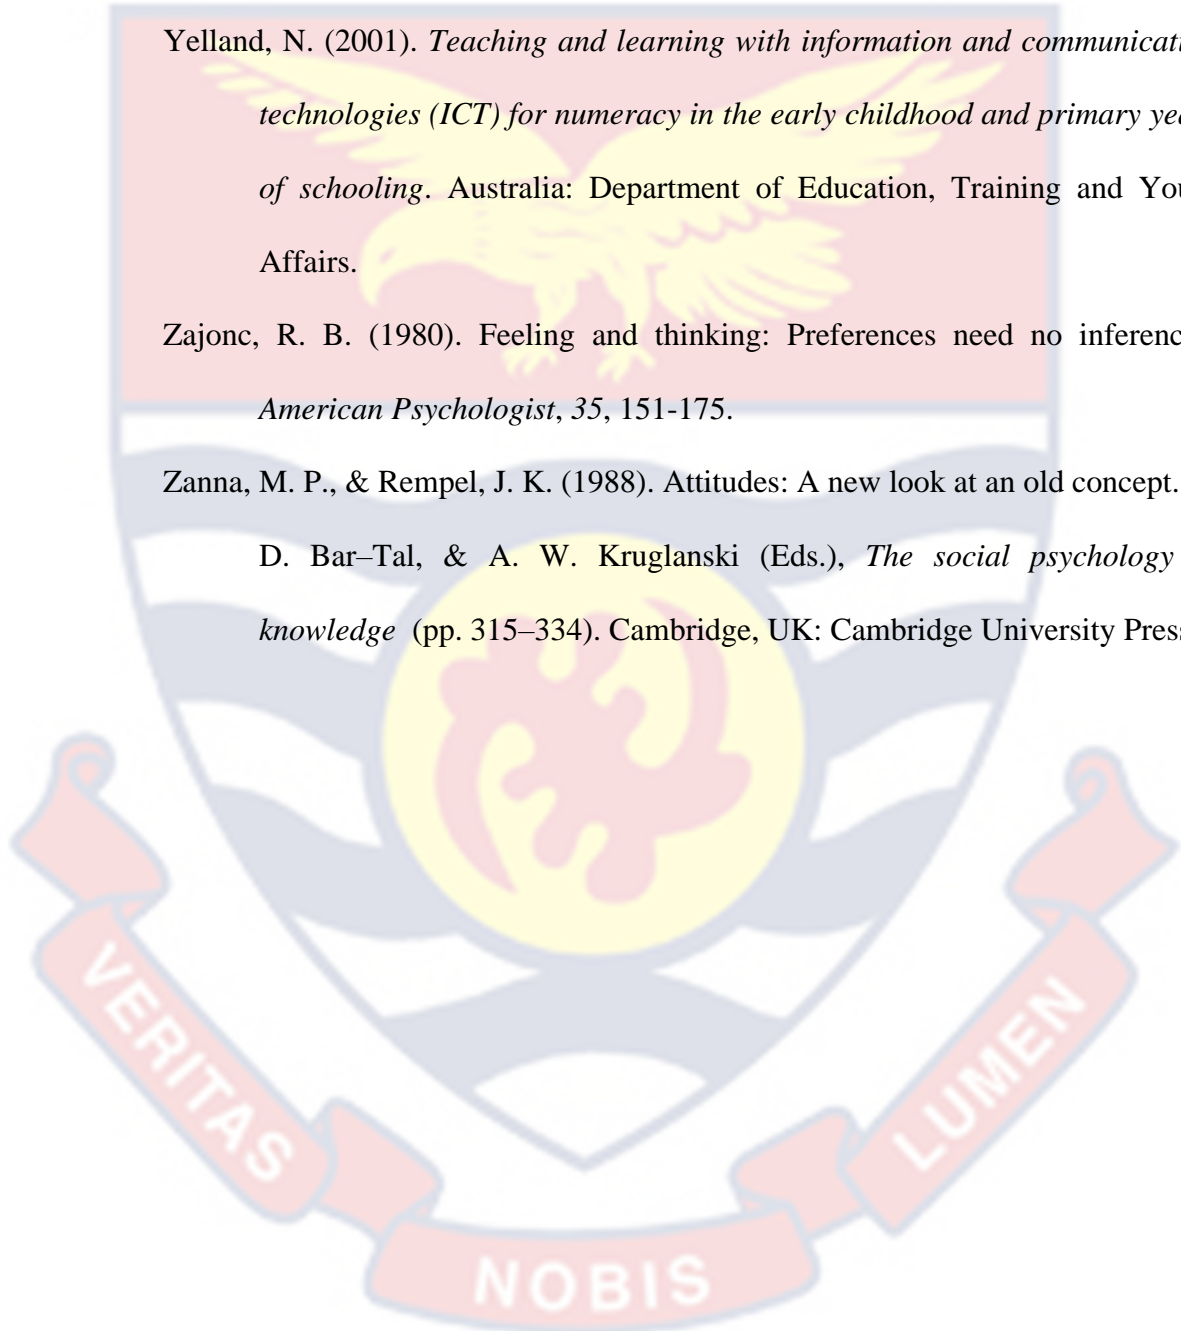 Yelland, N. (2001). Teaching and learning with information and communicati
technologies (ICT) for numeracy in the early childhood and primary yea
of schooling. Australia: Department of Education, Training and You
Affairs.
Zajonc, R. B. (1980). Feeling and thinking: Preferences need no inferenc
American Psychologist, 35, 151-175.
Zanna, M. P., & Rempel, J. K. (1988). Attitudes: A new look at an old concept.
D. Bar–Tal, & A. W. Kruglanski (Eds.), The social psychology
knowledge (pp. 315–334). Cambridge, UK: Cambridge University Press
VERITAS
NOBIS
LUMEN